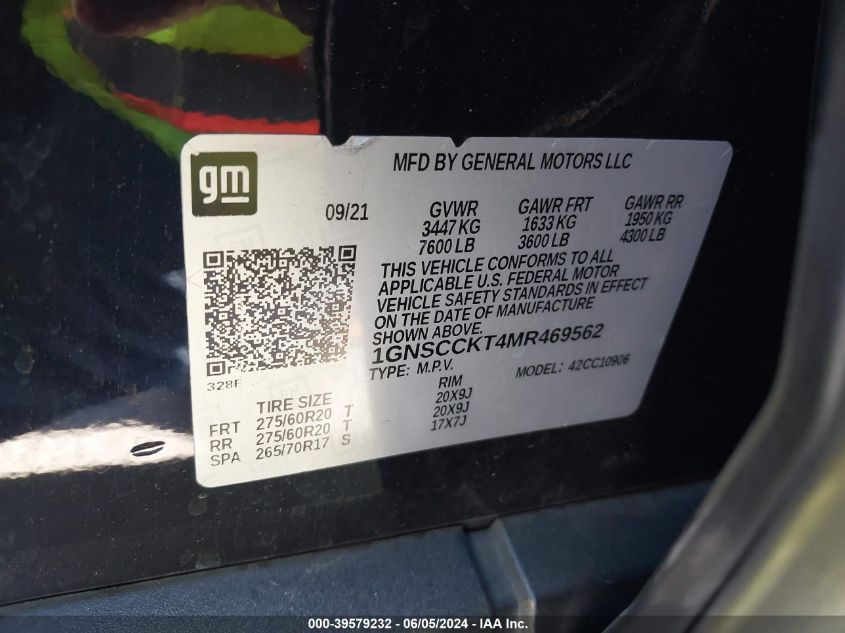 gm
MFD BY GENERAL MOTORS LLC
09/21
GVWR GAWR FRT GAWR RR
3447 KG 1633 KG 1950 KG
7600 LB 3600 LB 4300 LB
THIS VEHICLE CONFORMS TO ALL
APPLICABLE U.S. FEDERAL MOTOR
VEHICLE SAFETY STANDARDS IN EFFECT
ON THE DATE OF MANUFACTURE
SHOWN ABOVE.
1GNSCCKT4MR469562
TYPE: M.P.V. MODEL: 42CC10906
328E
TIRE SIZE RIM
FRT 275/60R20 T 20X9J
RR 275/60R20 T 20X9J
SPA 265/70R17 S 17X7J
000-39579232 - 06/05/2024 - IAA Inc.